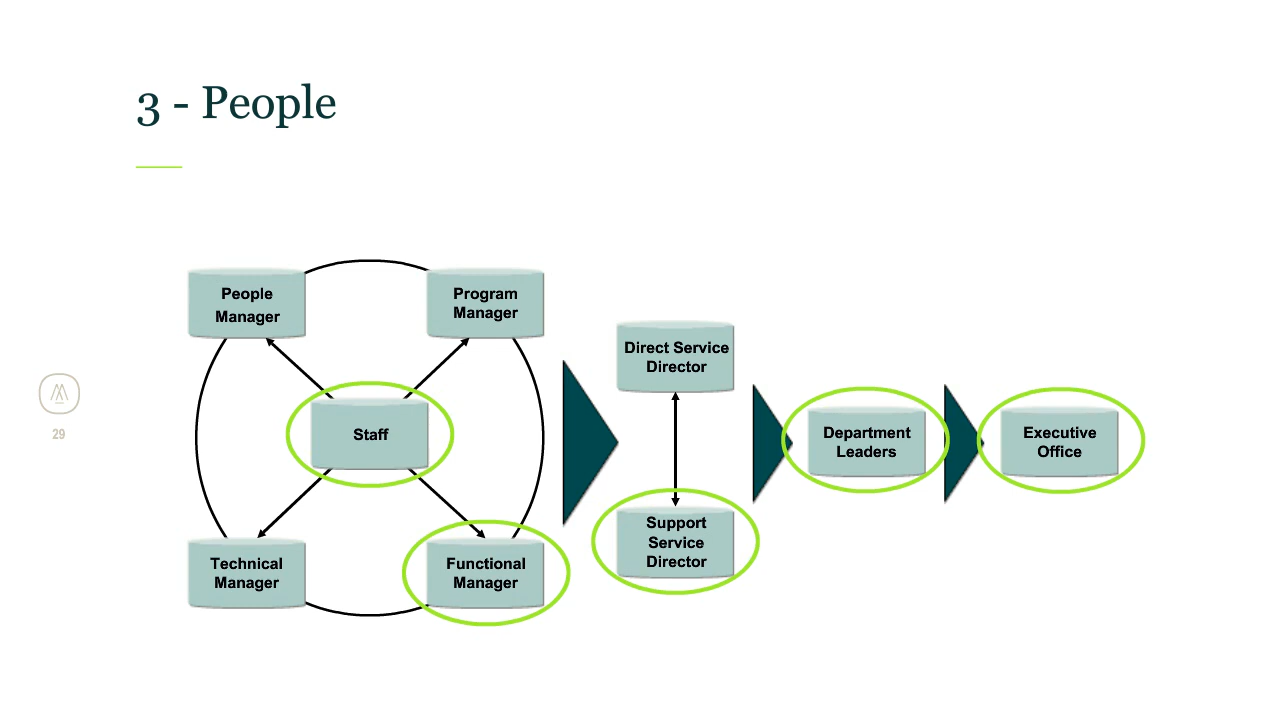 3 - People
People
Manager
Program
Manager
Staff
Technical
Manager
Functional
Manager
Direct Service
Director
Support
Service
Director
Department
Leaders
Executive
Office
29